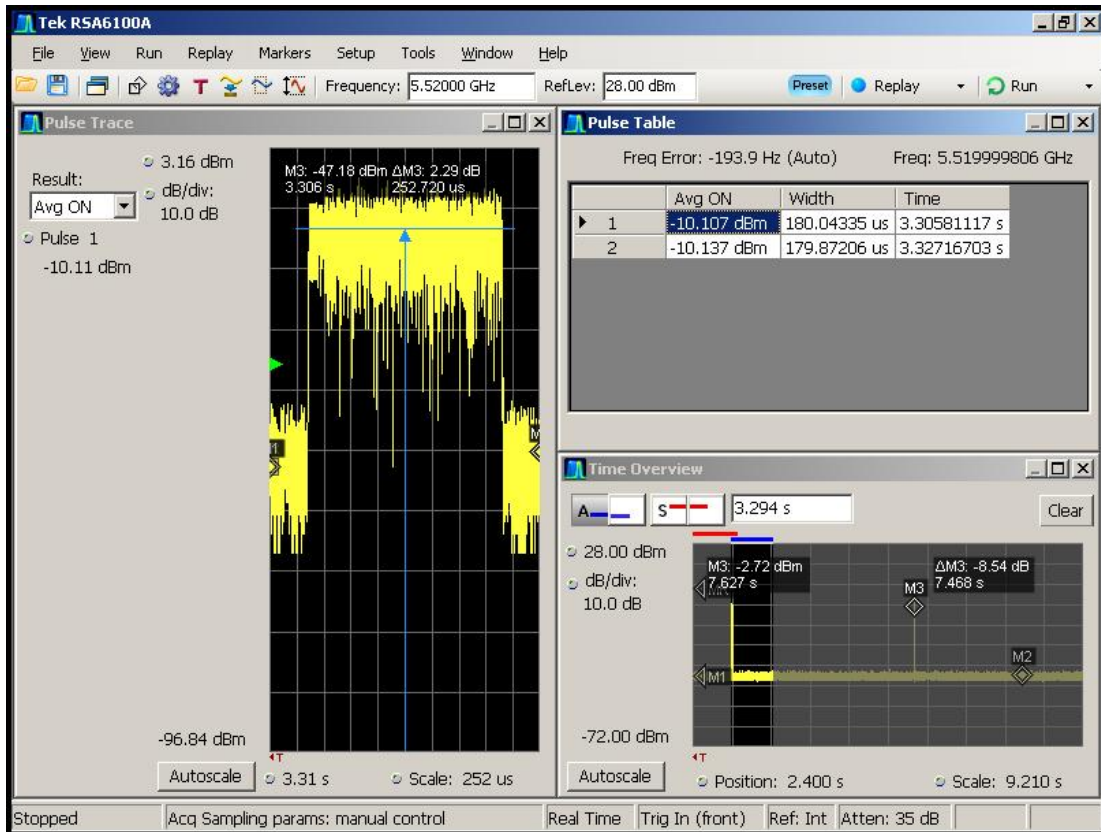 Tek RSA6100A
File View Run Replay Markers Setup Tools Window Help
T Frequency: 5.52000 GHz RefLev: 28.00 dBm Preset Replay Run
Pulse Trace
Result:
Avg ON
Pulse 1
-10.11 dBm
3.16 dBm
dB/div:
10.0 dB
M3: -47.18 dBm ΔM3: 2.29 dB
3.306 s 252.720 us
-96.84 dBm
T
Autoscale 3.31 s Scale: 252 us
Pulse Table
Freq Error: -193.9 Hz (Auto) Freq: 5.519999806 GHz
Avg ON Width Time
1 -10.107 dBm 180.04335 us 3.30581117 s
2 -10.137 dBm 179.87206 us 3.32716703 s
Time Overview
A S 3.294 s Clear
28.00 dBm
dB/div:
10.0 dB
M3: -2.72 dBm ΔM3: -8.54 dB
7.627 s 7.468 s
M3
M2
M1
-72.00 dBm
T
Autoscale Position: 2.400 s Scale: 9.210 s
Stopped Acq Sampling params: manual control Real Time Trig In (front) Ref: Int Atten: 35 dB